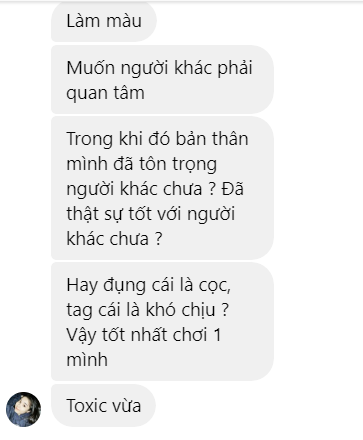 Làm màu
Muốn người khác phải
quan tâm
Trong khi đó bản thân
mình đã tôn trọng
người khác chưa ? Đã
thật sự tốt với người
khác chưa ?
Hay đụng cái là cọc,
tag cái là khó chịu ?
Vậy tốt nhất chơi 1
mình
Toxic vừa